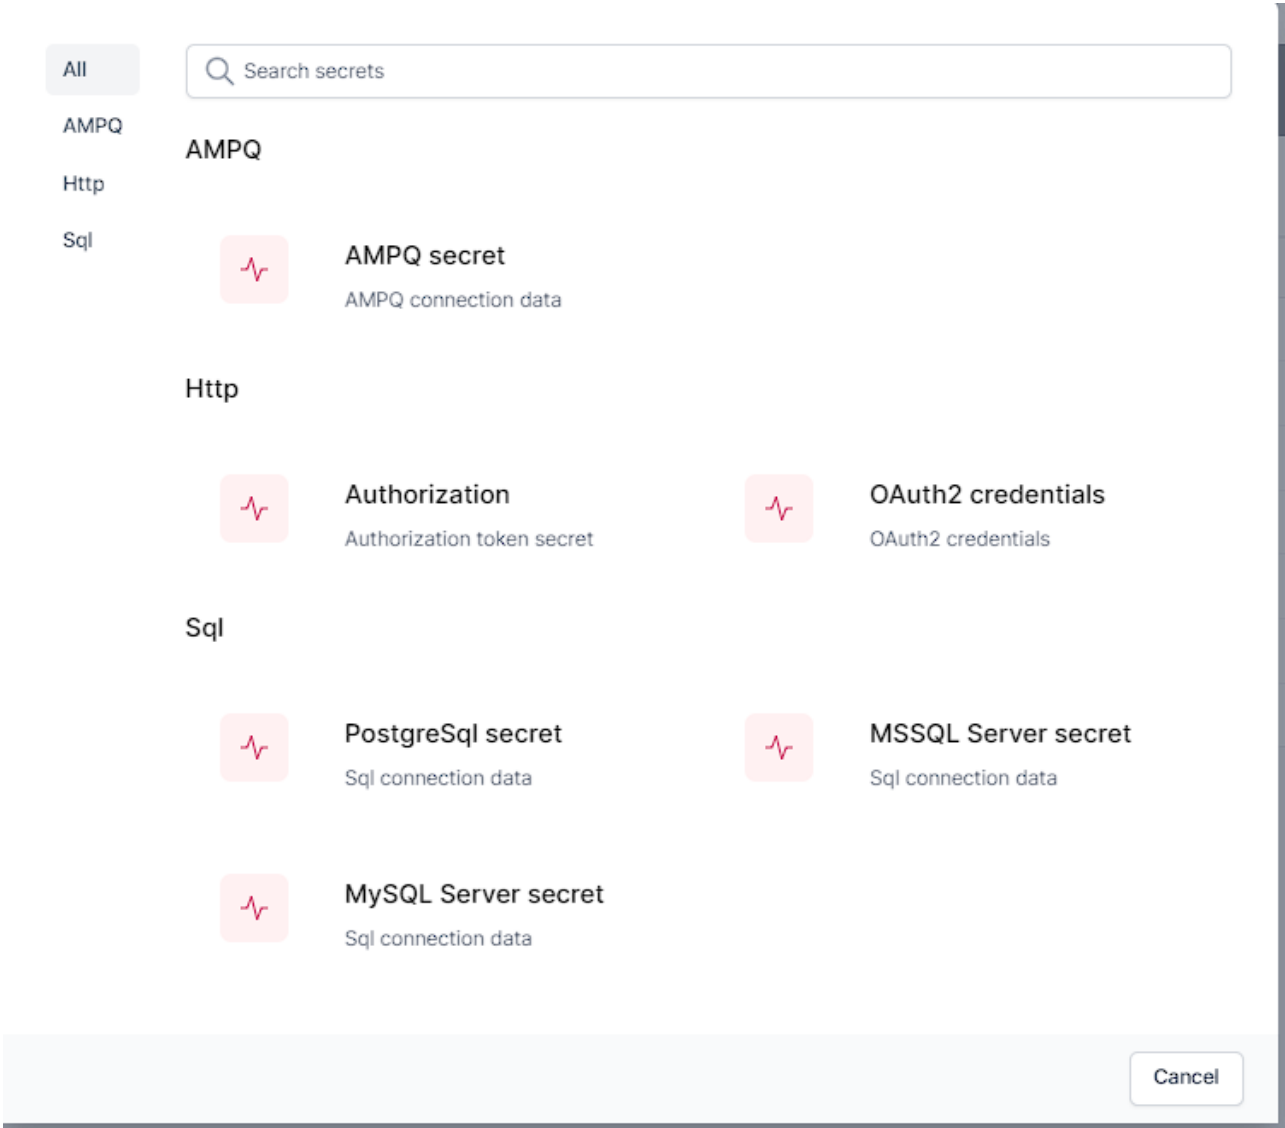 All
AMPQ
Http
Sql
Search secrets
AMPQ
AMPQ secret
AMPQ connection data
Http
Authorization
Authorization token secret
OAuth2 credentials
OAuth2 credentials
Sql
PostgreSql secret
Sql connection data
MSSQL Server secret
Sql connection data
MySQL Server secret
Sql connection data
Cancel